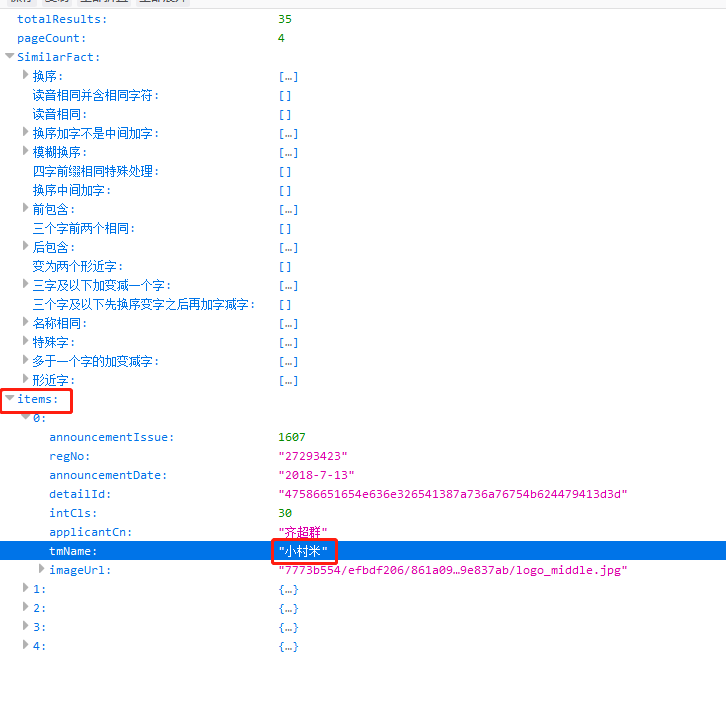 totalResults: 35
pageCount: 4
SimilarFact:
换序: […]
读音相同并含相同字符: []
读音相同: []
换序加字不是中间加字: […]
模糊换序: […]
四字前缀相同特殊处理: []
换序中间加字: []
前包含: […]
三个字前两个相同: []
后包含: […]
变为两个形近字: []
三字及以下加变减一个字: […]
三个字及以下先换序变字之后再加字减字: []
名称相同: […]
特殊字: […]
多于一个字的加变减字: […]
形近字: […]
items:
0:
announcementIssue: 1607
regNo: "27293423"
announcementDate: "2018-7-13"
detailId: "47586651654e636e326541387a736a76754b624479413d3d"
intCls: 30
applicantCn: "齐超群"
tmName: "小村米"
imageUrl: "7773b554/efbdf206/861a09…9e837ab/logo_middle.jpg"
1: {…}
2: {…}
3: {…}
4: {…}